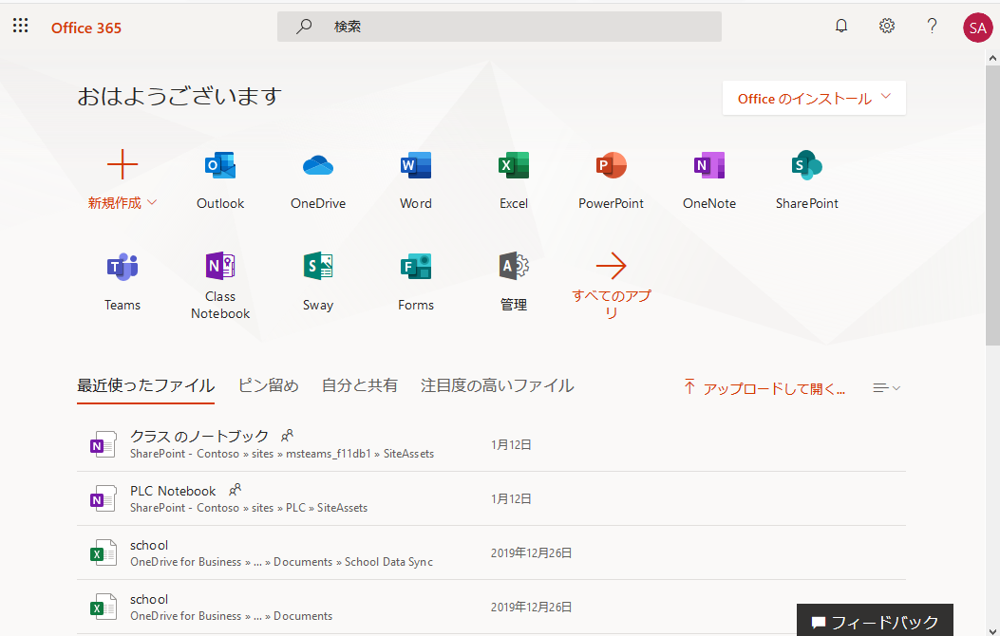 Office 365
検索
SA
おはようございます
Office のインストール
新規作成
Outlook
OneDrive
Word
Excel
PowerPoint
OneNote
SharePoint
Teams
Class
Notebook
Sway
Forms
管理
すべてのアプ
リ
最近使ったファイル ピン留め 自分と共有 注目度の高いファイル
アップロードして開く...
クラス のノートブック
SharePoint - Contoso » sites » msteams_f11db1 » SiteAssets
1月12日
PLC Notebook
SharePoint - Contoso » sites » PLC » SiteAssets
1月12日
school
OneDrive for Business » ... » Documents » School Data Sync
2019年12月26日
school
OneDrive for Business » ... » Documents
2019年12月26日
フィードバック